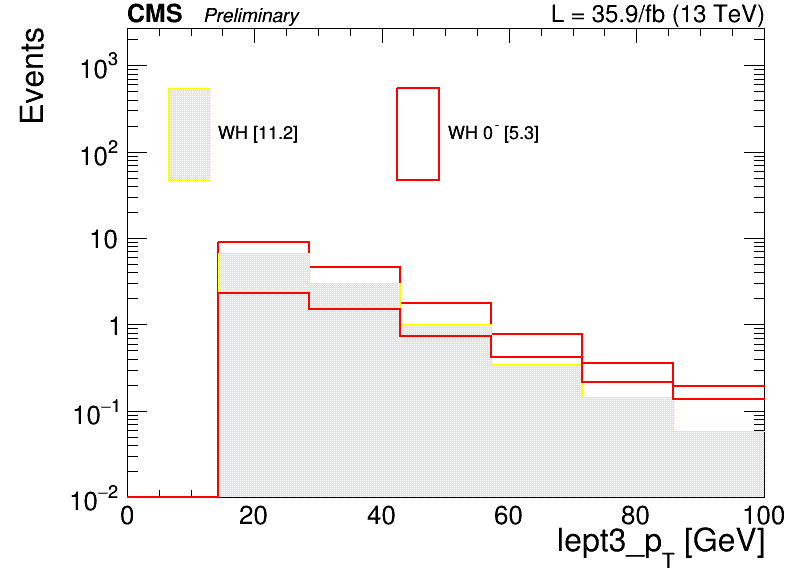 CMS Preliminary L = 35.9/fb (13 TeV)
Events
10³
10²
10
1
10⁻¹
10⁻²
WH [11.2]
WH 0⁻ [5.3]
0 20 40 60 80 100
lept3_p_T [GeV]